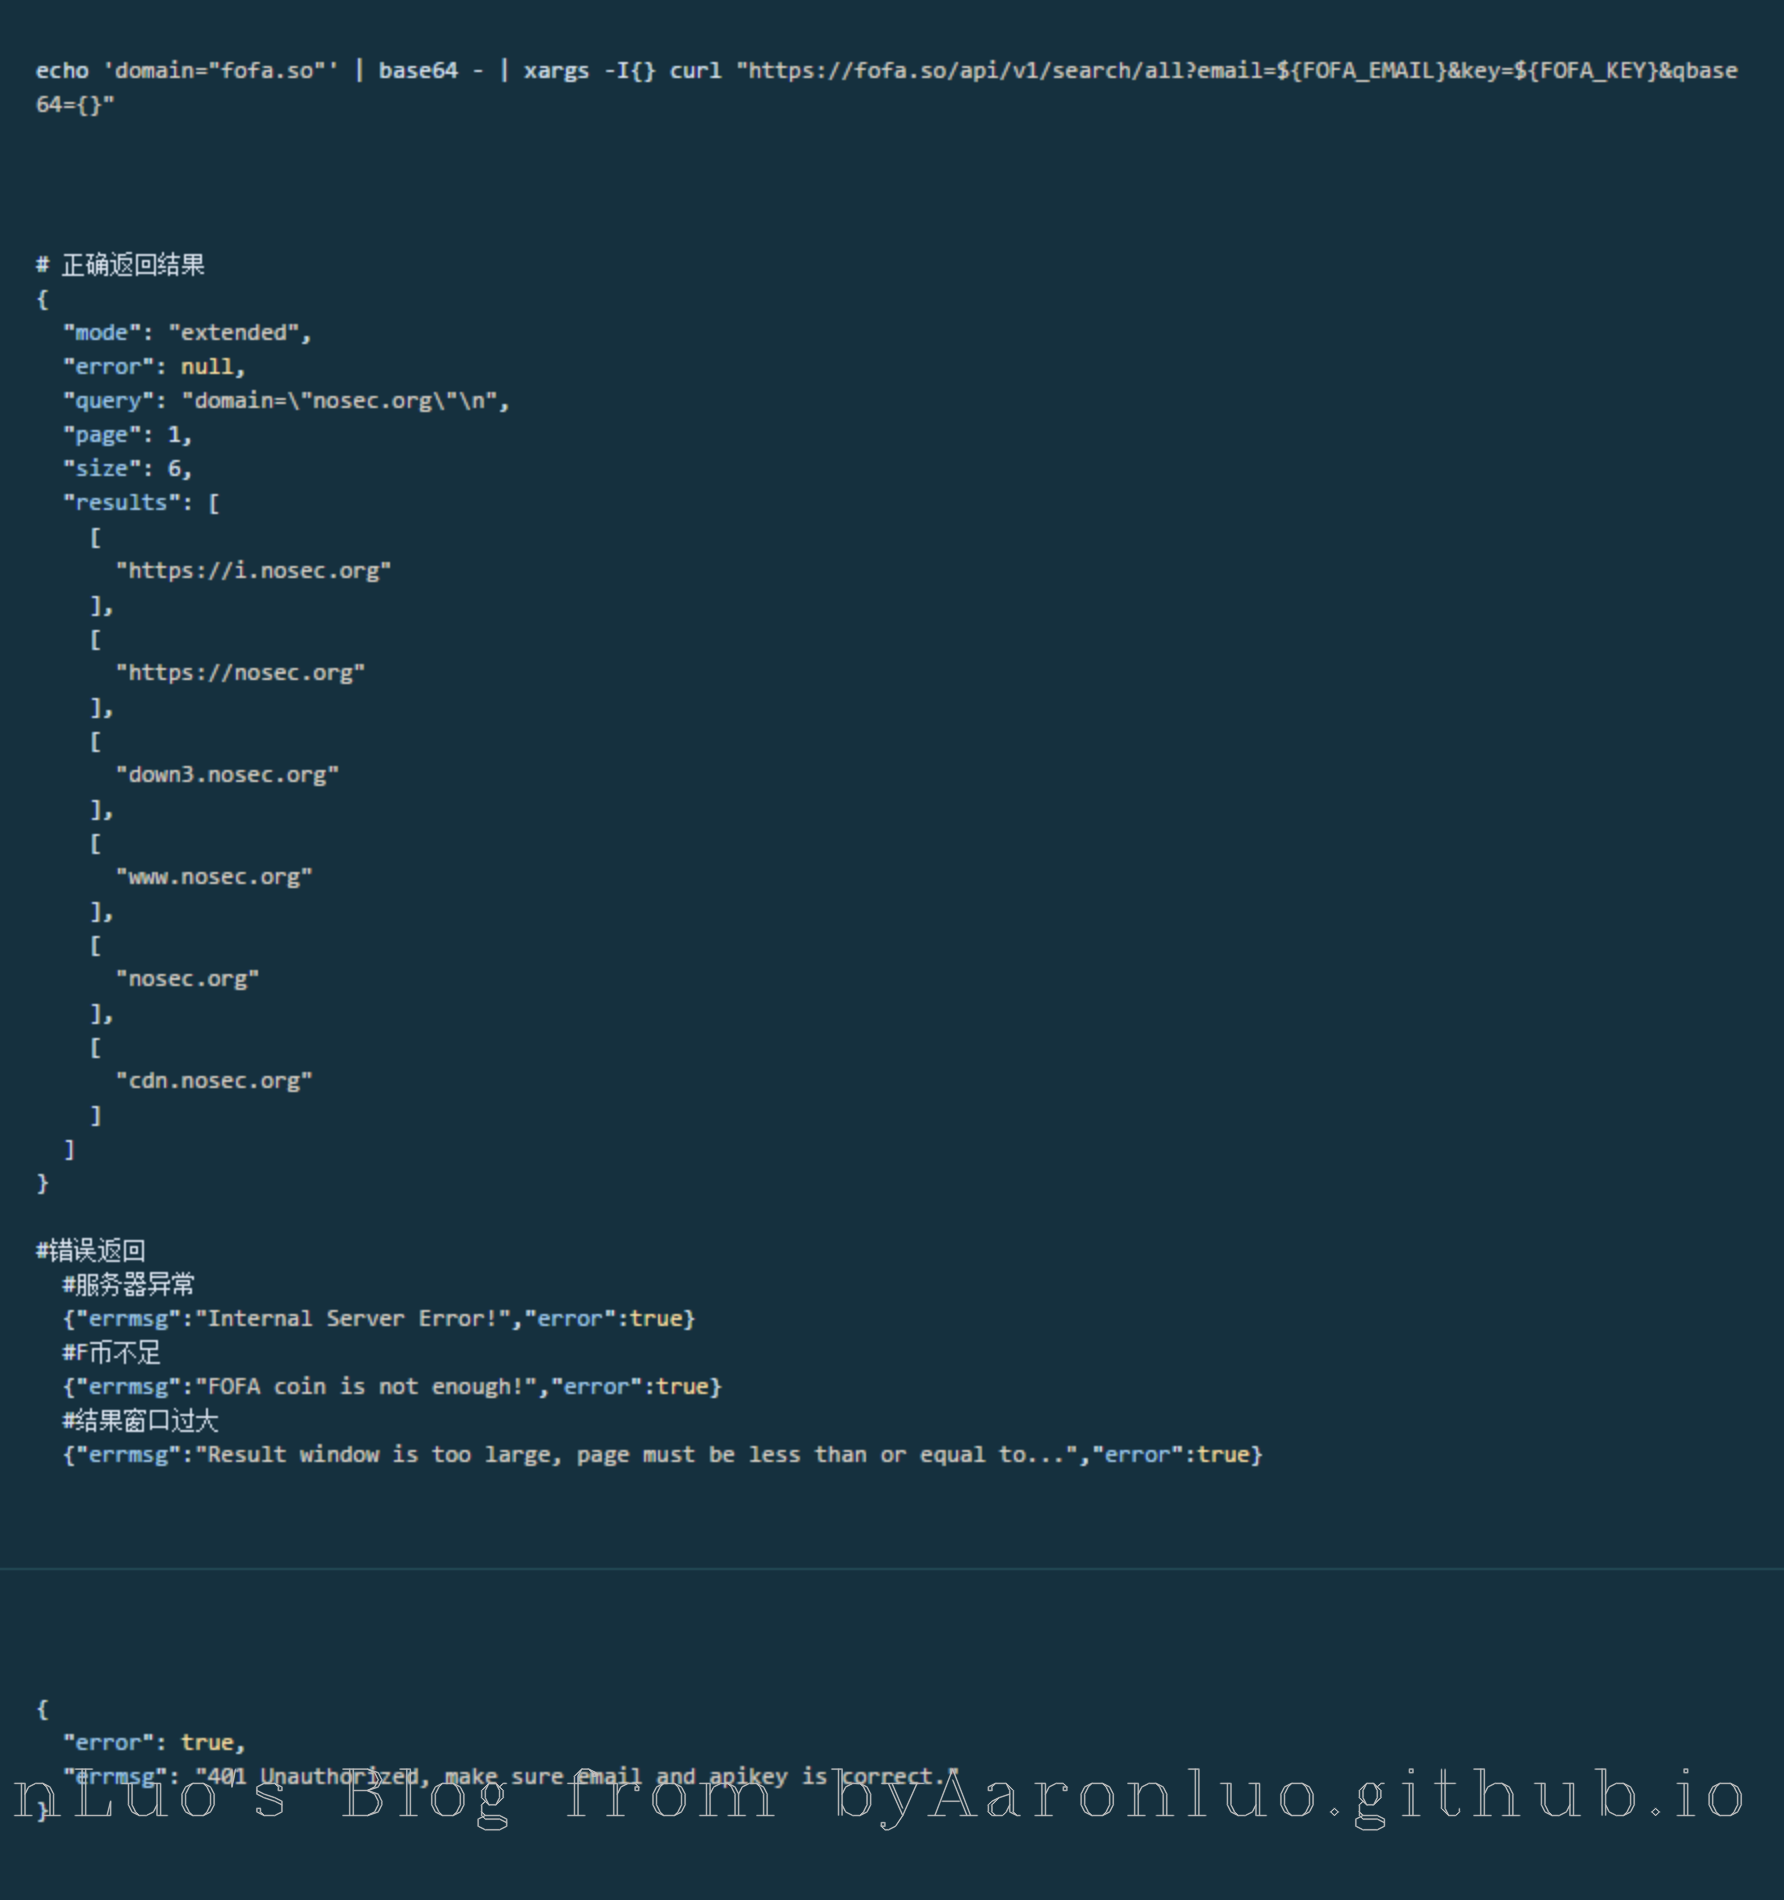 echo 'domain="fofa.so"' | base64 - | xargs -I{} curl "https://fofa.so/api/v1/search/all?email=${FOFA_EMAIL}&key=${FOFA_KEY}&qbase
64={}"
# 正确返回结果
{
  "mode": "extended",
  "error": null,
  "query": "domain=\"nosec.org\"\n",
  "page": 1,
  "size": 6,
  "results": [
    [
      "https://i.nosec.org"
    ],
    [
      "https://nosec.org"
    ],
    [
      "down3.nosec.org"
    ],
    [
      "www.nosec.org"
    ],
    [
      "nosec.org"
    ],
    [
      "cdn.nosec.org"
    ]
  ]
}
#错误返回
  #服务器异常
  {"errmsg":"Internal Server Error!","error":true}
  #F币不足
  {"errmsg":"FOFA coin is not enough!","error":true}
  #结果窗口过大
  {"errmsg":"Result window is too large, page must be less than or equal to...","error":true}
{
  "error": true,
  "errmsg": "401 Unauthorized, make sure email and apikey is correct."
}
nLuo's Blog from byAaronluo.github.io